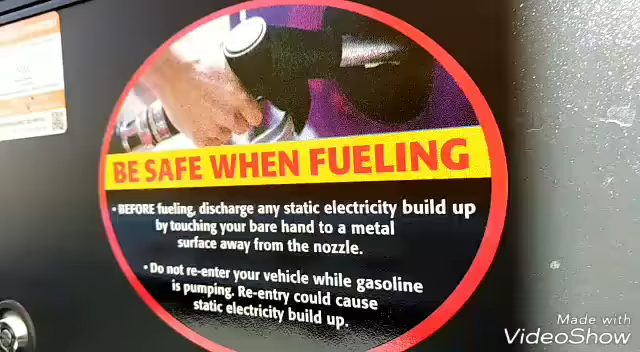 BE SAFE WHEN FUELING
• BEFORE fueling, discharge any static electricity build up
by touching your bare hand to a metal
surface away from the nozzle.
• Do not re-enter your vehicle while gasoline
is pumping. Re-entry could cause
static electricity build up.
Made with
VideoShow